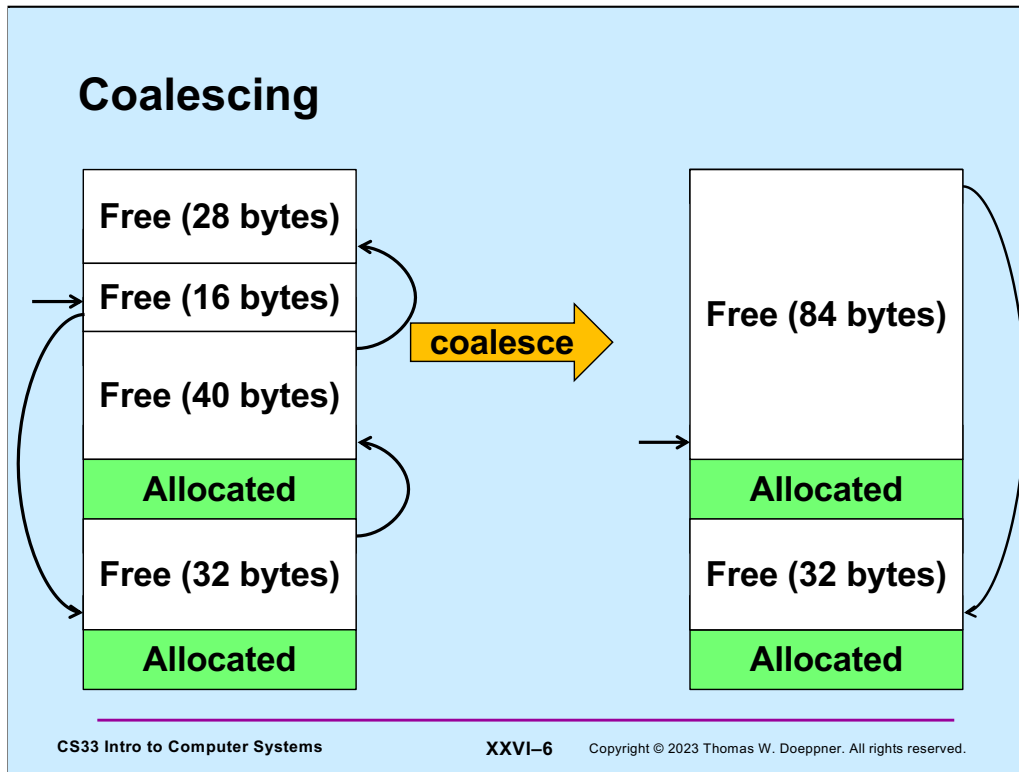 Coalescing
Free (28 bytes)
Free (16 bytes)
Free (40 bytes)
Allocated
Free (32 bytes)
Allocated
coalesce
Free (84 bytes)
Allocated
Free (32 bytes)
Allocated
CS33 Intro to Computer Systems
XXVI–6
Copyright © 2023 Thomas W. Doeppner. All rights reserved.